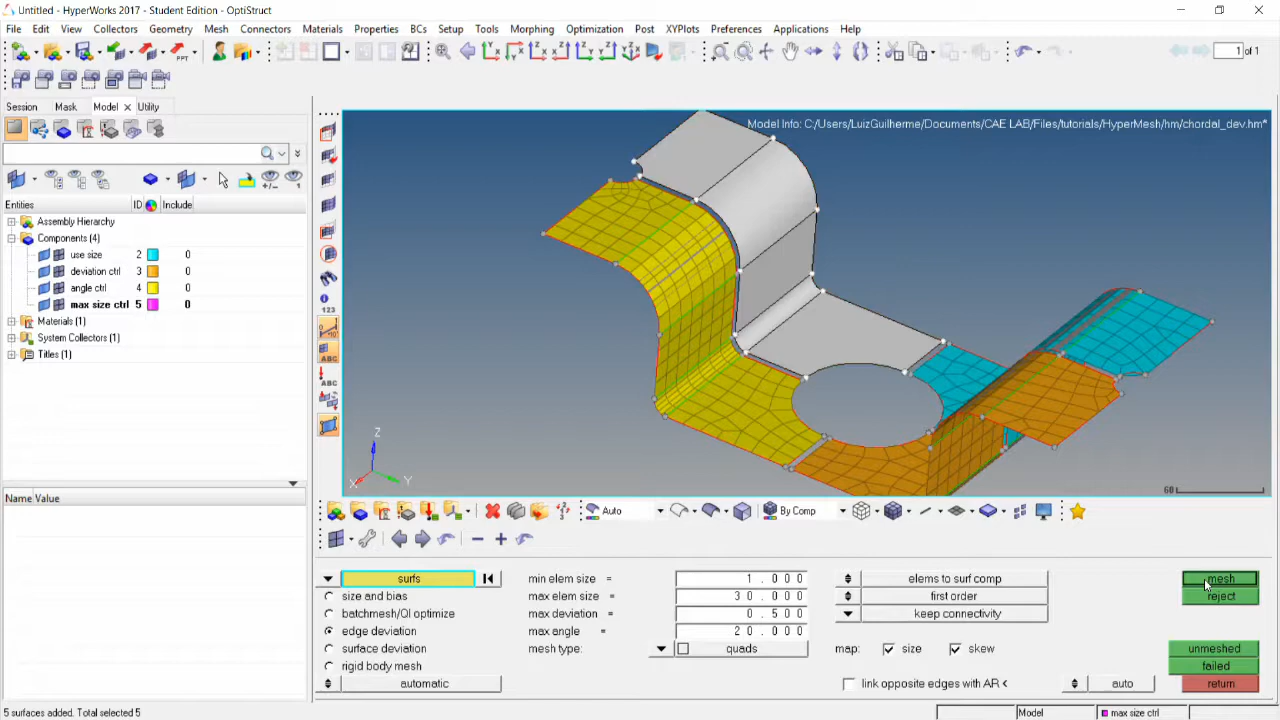 Untitled - HyperWorks 2017 - Student Edition - OptiStruct
File Edit View Collectors Geometry Mesh Connectors Materials Properties BCs Setup Tools Morphing Optimization Post XYPlots Preferences Applications Help
1 of 1
Session Mask Model Utility
Model Info: C:/Users/LuizGuilherme/Documents/CAE LAB/Files/tutorials/HyperMesh/hm/chordal_dev.hm*
Entities ID Include
Assembly Hierarchy
Components (4)
use size 2 0
deviation ctrl 3 0
angle ctrl 4 0
max size ctrl 5 0
Materials (1)
System Collectors (1)
Titles (1)
123
ABC
ABC
Z
X Y
60
Name Value
Auto By Comp
surfs min elem size = 1.000 elems to surf comp mesh
size and bias max elem size = 30.000 first order reject
batchmesh/QI optimize max deviation = 0.500 keep connectivity
edge deviation max angle = 20.000
surface deviation mesh type: quads map: size skew unmeshed
rigid body mesh failed
automatic link opposite edges with AR < auto return
5 surfaces added. Total selected 5 Model max size ctrl